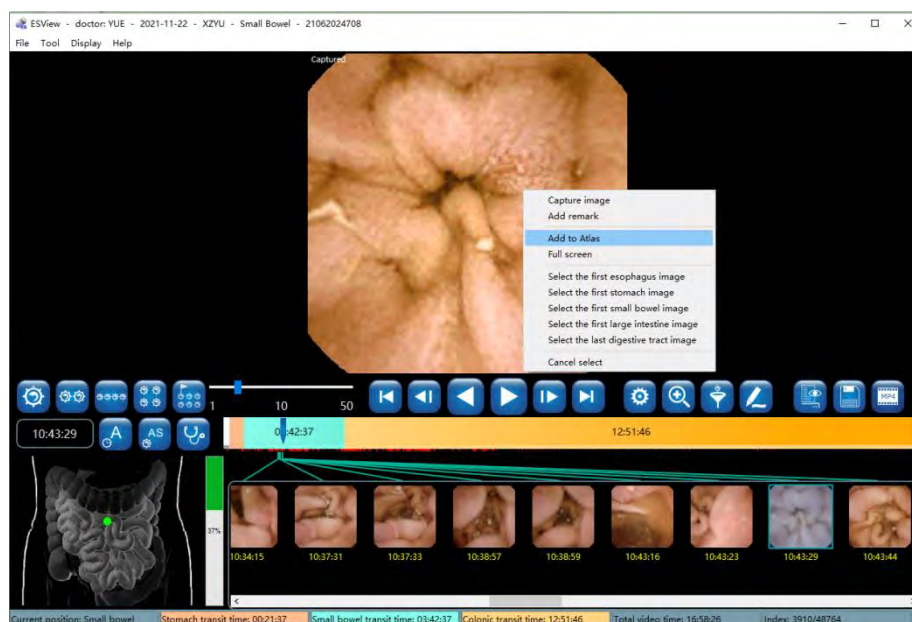 ESView - doctor: YUE - 2021-11-22 - XZYU - Small Bowel - 21062024708
File Tool Display Help
Captured
Capture image
Add remark
Add to Atlas
Full screen
Select the first esophagus image
Select the first stomach image
Select the first small bowel image
Select the first large intestine image
Select the last digestive tract image
Cancel select
1 10 50
MP4
10:43:29 A AS 12:51:46
37%
10:34:15 10:37:31 10:37:33 10:38:57 10:38:59 10:43:16 10:43:23 10:43:29 10:43:44
Current position: Small bowel Stomach transit time: 00:21:37 Small bowel transit time: 03:42:37 Colonic transit time: 12:51:46 Total video time: 16:58:26 Index: 3910/48764